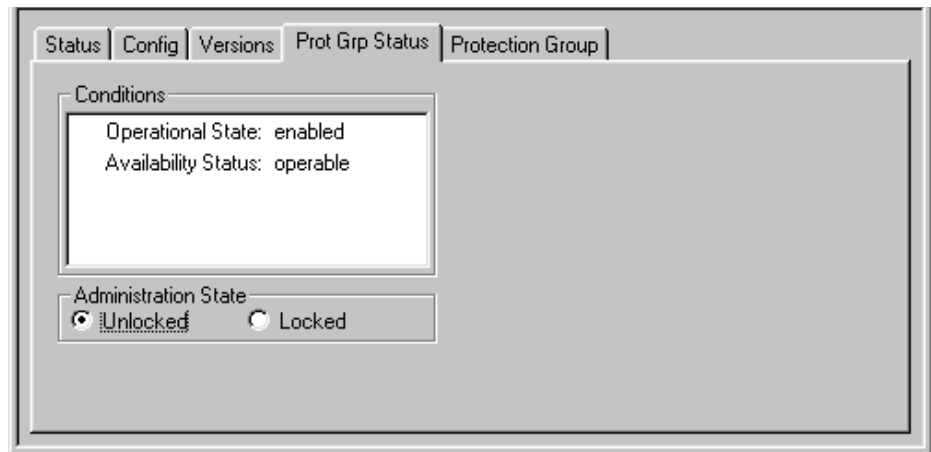 Status Config Versions Prot Grp Status Protection Group
Conditions
Operational State: enabled
Availability Status: operable
Administration State
Unlocked Locked